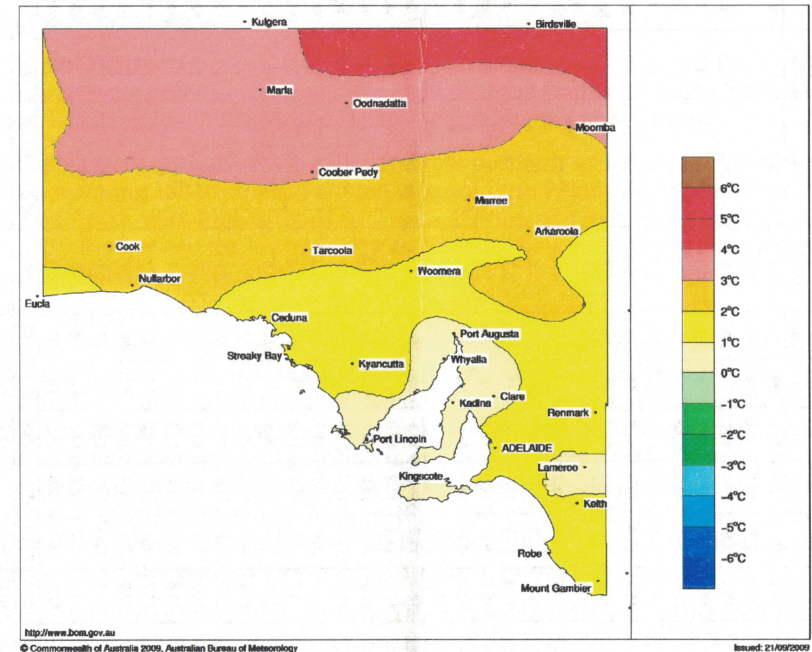 Kulgera
Birdsville
Marla
Oodnadatta
Moomba
Coober Pedy
Marree
Arkaroola
Cook
Tarcoola
Woomera
Nullarbor
Eucla
Ceduna
Port Augusta
Streaky Bay
Whyalla
Kyancutta
Clare
Kadina
Renmark
Port Lincoln
ADELAIDE
Lameroo
Kingscote
Keith
Robe
Mount Gambier
6°C
5°C
4°C
3°C
2°C
1°C
0°C
-1°C
-2°C
-3°C
-4°C
-5°C
-6°C
http://www.bom.gov.au
© Commonwealth of Australia 2009, Australian Bureau of Meteorology
Issued: 21/09/2009